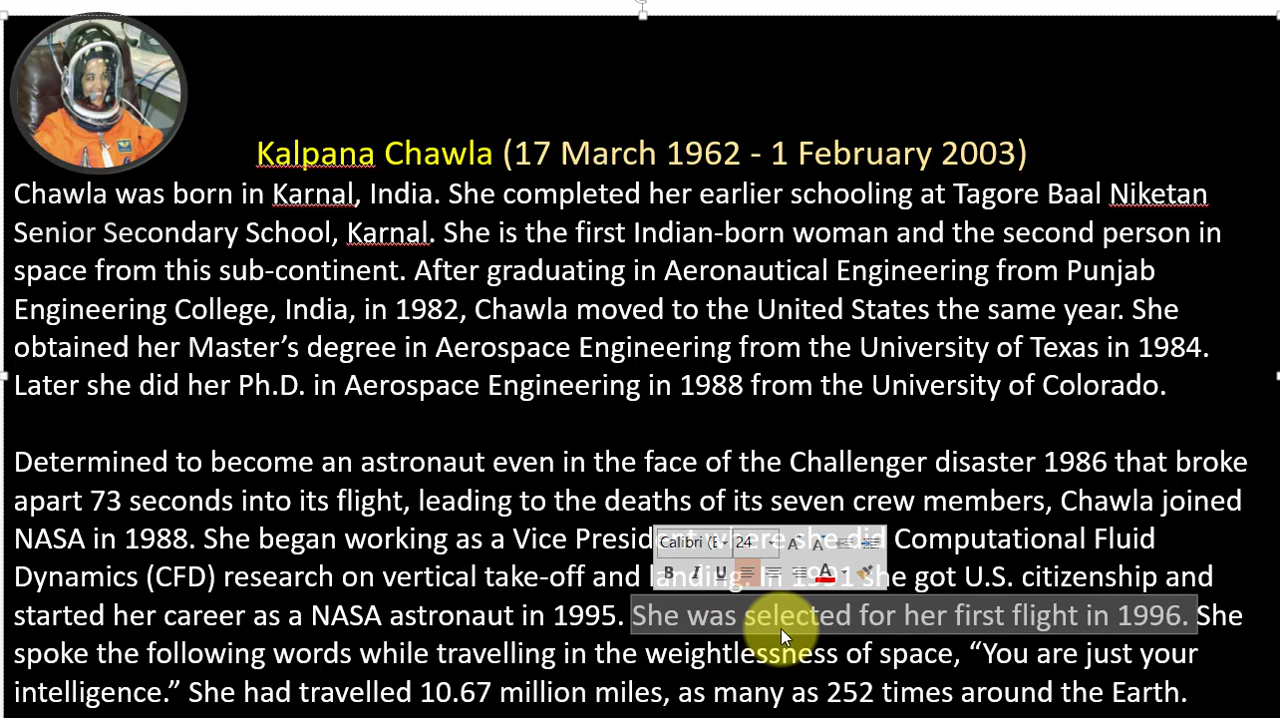 Kalpana Chawla (17 March 1962 - 1 February 2003)
Chawla was born in Karnal, India. She completed her earlier schooling at Tagore Baal Niketan
Senior Secondary School, Karnal. She is the first Indian-born woman and the second person in
space from this sub-continent. After graduating in Aeronautical Engineering from Punjab
Engineering College, India, in 1982, Chawla moved to the United States the same year. She
obtained her Master’s degree in Aerospace Engineering from the University of Texas in 1984.
Later she did her Ph.D. in Aerospace Engineering in 1988 from the University of Colorado.
Determined to become an astronaut even in the face of the Challenger disaster 1986 that broke
apart 73 seconds into its flight, leading to the deaths of its seven crew members, Chawla joined
NASA in 1988. She began working as a Vice President where she did Computational Fluid
Calibri (E 24
Dynamics (CFD) research on vertical take-off and landing. In 1991 she got U.S. citizenship and
B I U A
started her career as a NASA astronaut in 1995. She was selected for her first flight in 1996. She
spoke the following words while travelling in the weightlessness of space, “You are just your
intelligence.” She had travelled 10.67 million miles, as many as 252 times around the Earth.